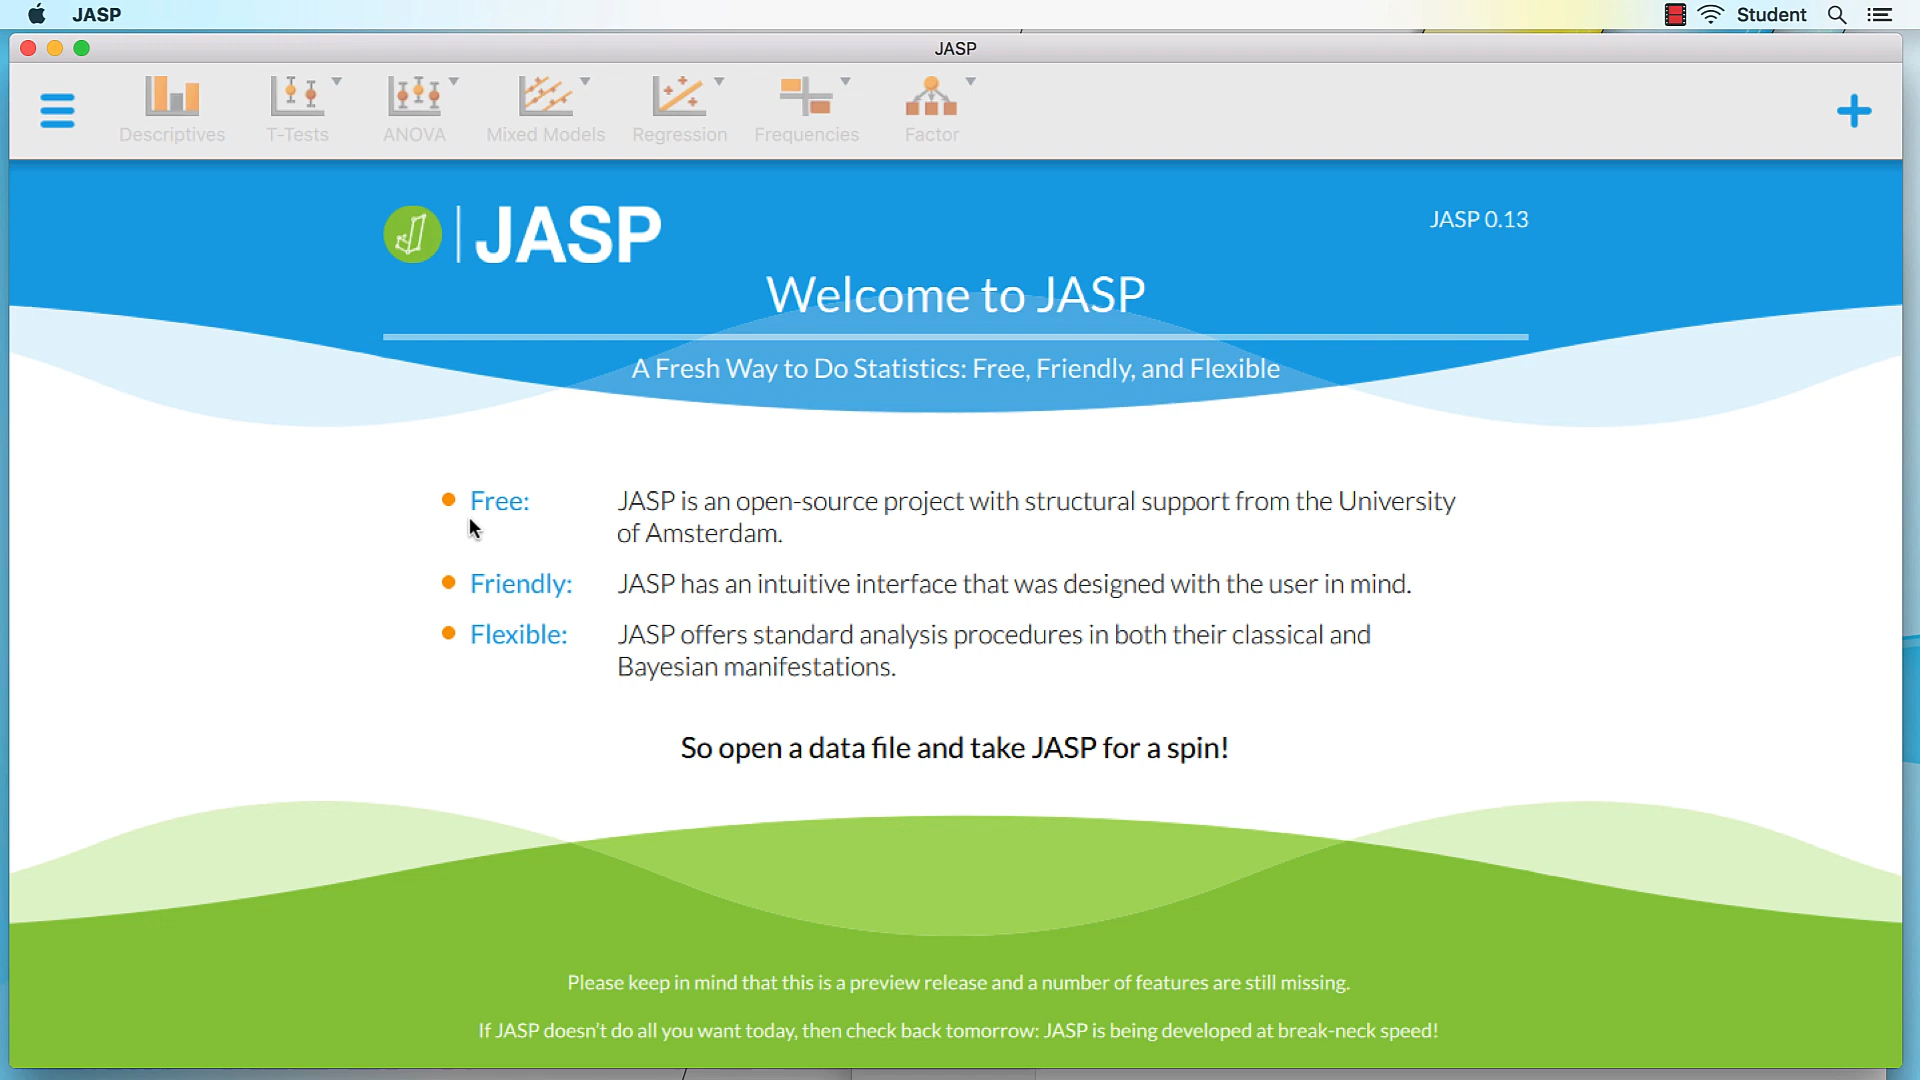 JASP
Student
JASP
Descriptives
T-Tests
ANOVA
Mixed Models
Regression
Frequencies
Factor
JASP
JASP 0.13
Welcome to JASP
A Fresh Way to Do Statistics: Free, Friendly, and Flexible
Free: JASP is an open-source project with structural support from the University
of Amsterdam.
Friendly: JASP has an intuitive interface that was designed with the user in mind.
Flexible: JASP offers standard analysis procedures in both their classical and
Bayesian manifestations.
So open a data file and take JASP for a spin!
Please keep in mind that this is a preview release and a number of features are still missing.
If JASP doesn't do all you want today, then check back tomorrow: JASP is being developed at break-neck speed!